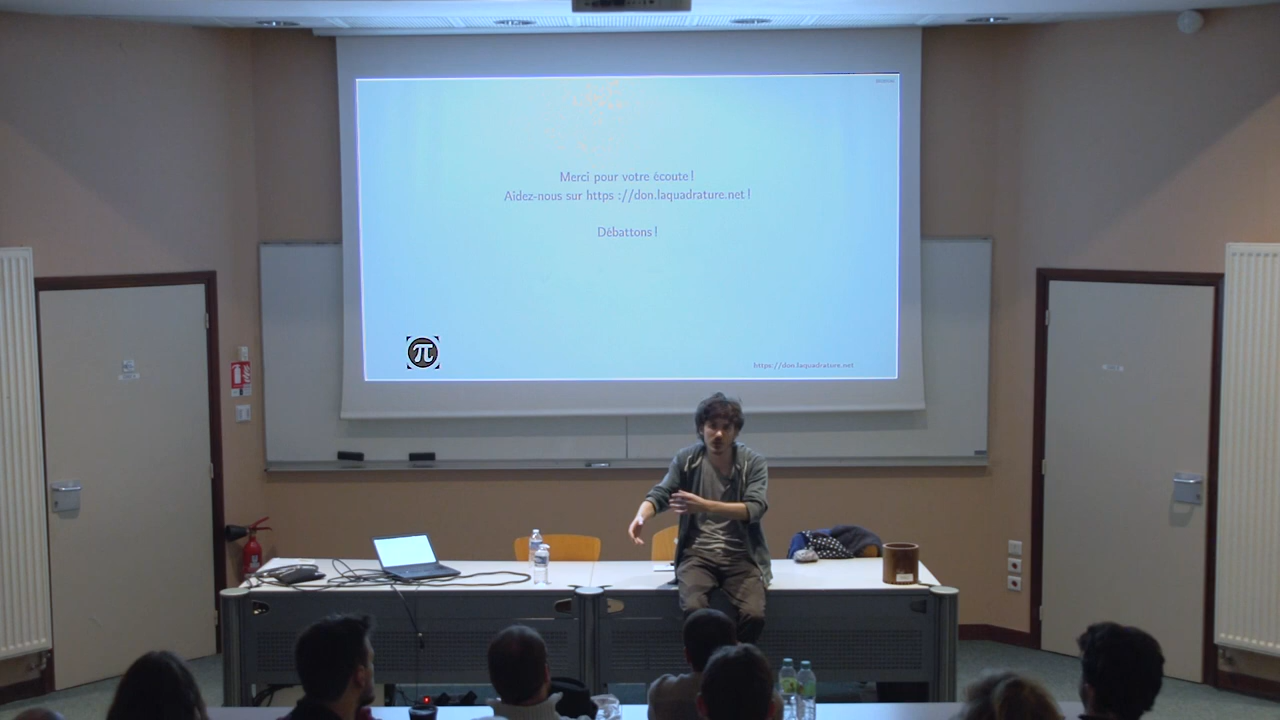 Merci pour votre écoute !
Aidez-nous sur https ://don.laquadrature.net !
Débattons !
π
https://don.laquadrature.net